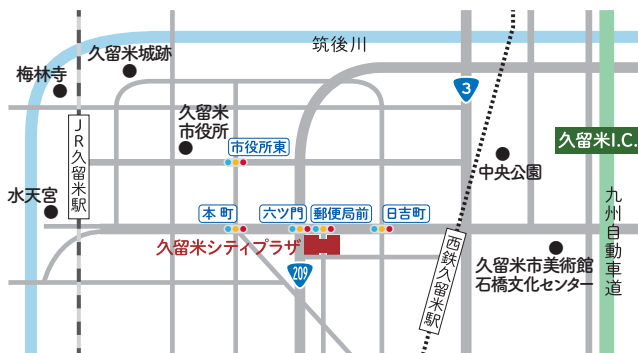 筑後川
久留米城跡
梅林寺
3
久留米
市役所
JR久留米駅
久留米I.C.
市役所東
中央公園
水天宮
九州自動車道
本町
六ツ門
郵便局前
日吉町
久留米シティプラザ
西鉄久留米駅
209
久留米市美術館
石橋文化センター